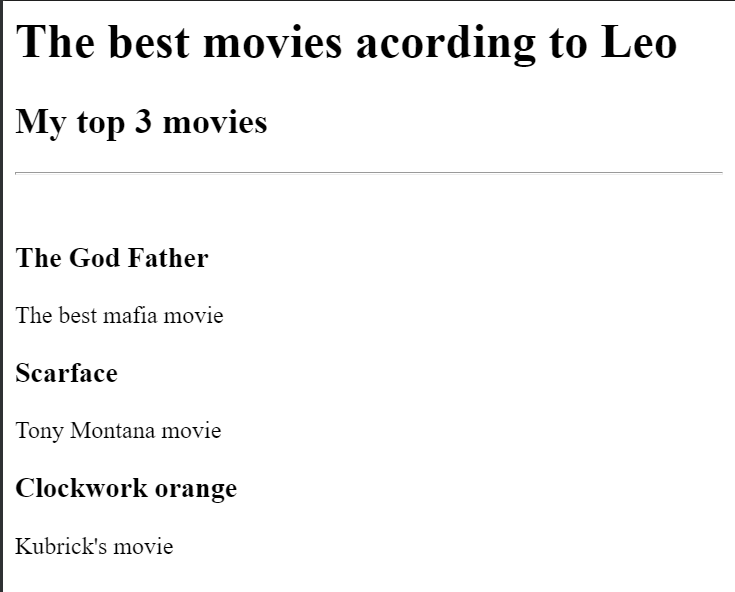 The best movies acording to Leo
My top 3 movies
The God Father
The best mafia movie
Scarface
Tony Montana movie
Clockwork orange
Kubrick's movie